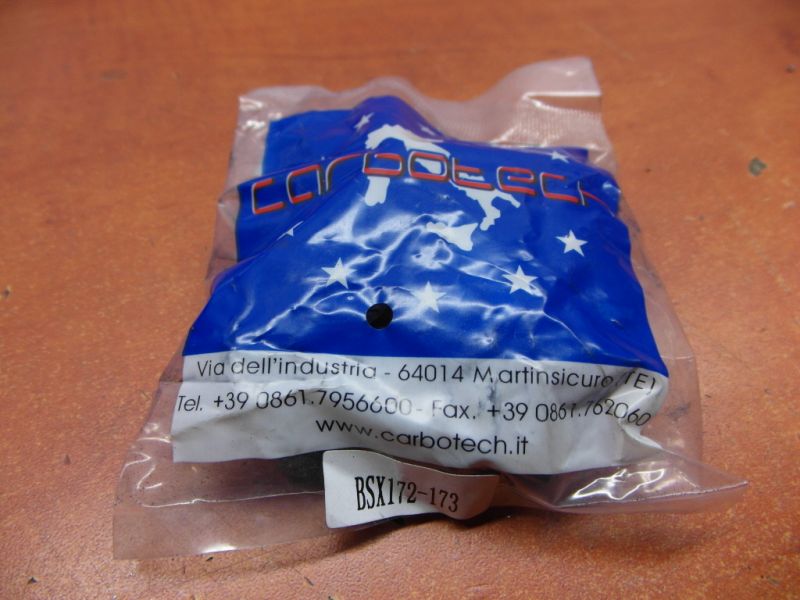 carbotech
Via dell'industria - 64014 Martinsicuro (TE)
Tel. +39 0861.7956600 - Fax. +39 0861.762060
www.carbotech.it
BSX172-173